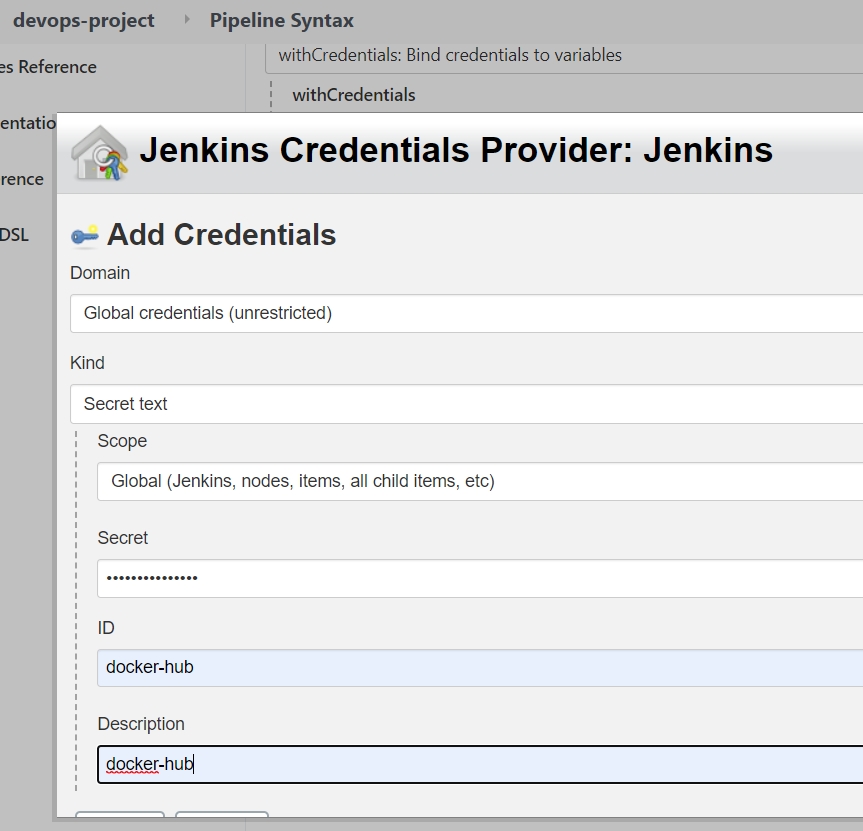 devops-project
Pipeline Syntax
es Reference
withCredentials: Bind credentials to variables
withCredentials
entatio
rence
DSL
Jenkins Credentials Provider: Jenkins
Add Credentials
Domain
Global credentials (unrestricted)
Kind
Secret text
Scope
Global (Jenkins, nodes, items, all child items, etc)
Secret
•••••••••••••••
ID
docker-hub
Description
docker-hub